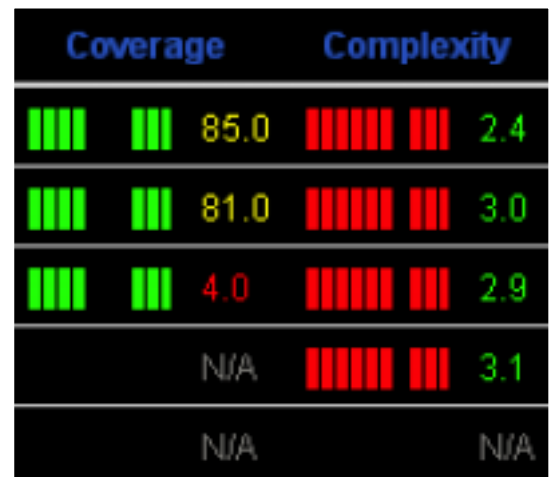 Coverage Complexity
85.0 2.4
81.0 3.0
4.0 2.9
N/A 3.1
N/A N/A